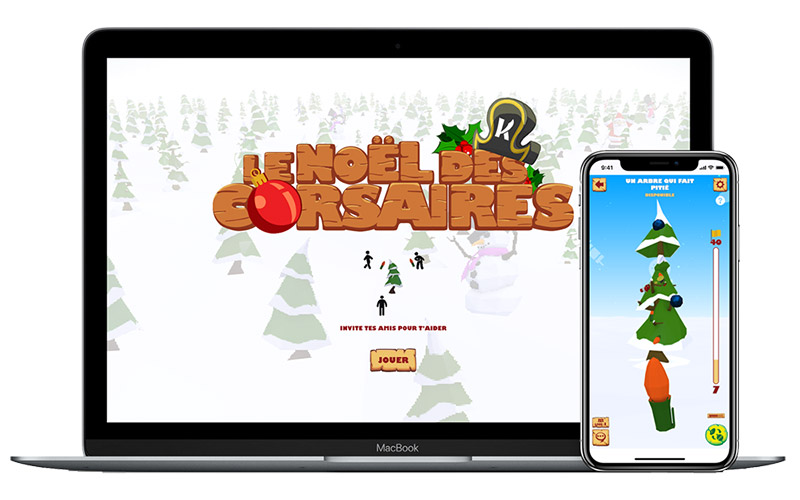 LE NOËL DES
CORSAIRES
K
INVITE TES AMIS POUR T'AIDER
JOUER
MacBook
9:41
UN ARBRE QUI FAIT
PITIÉ
DISPONIBLE
?
40
7